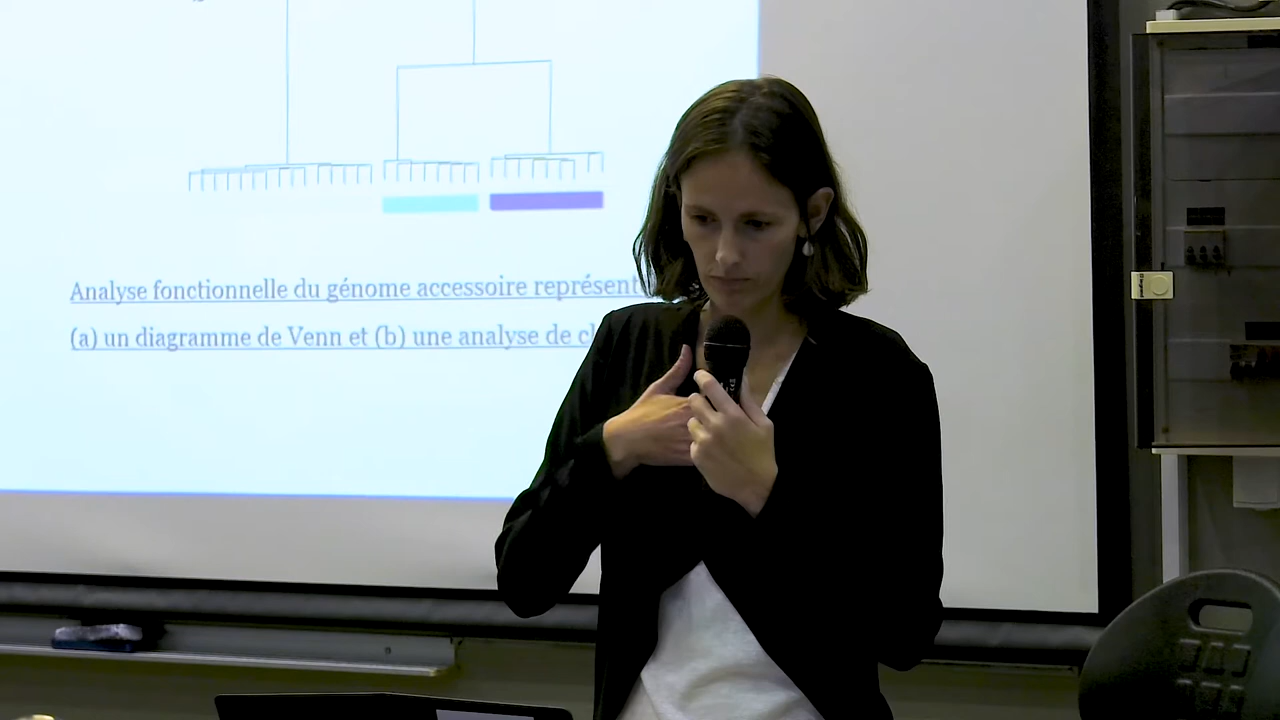 Analyse fonctionnelle du génome accessoire représent
(a) un diagramme de Venn et (b) une analyse de cl